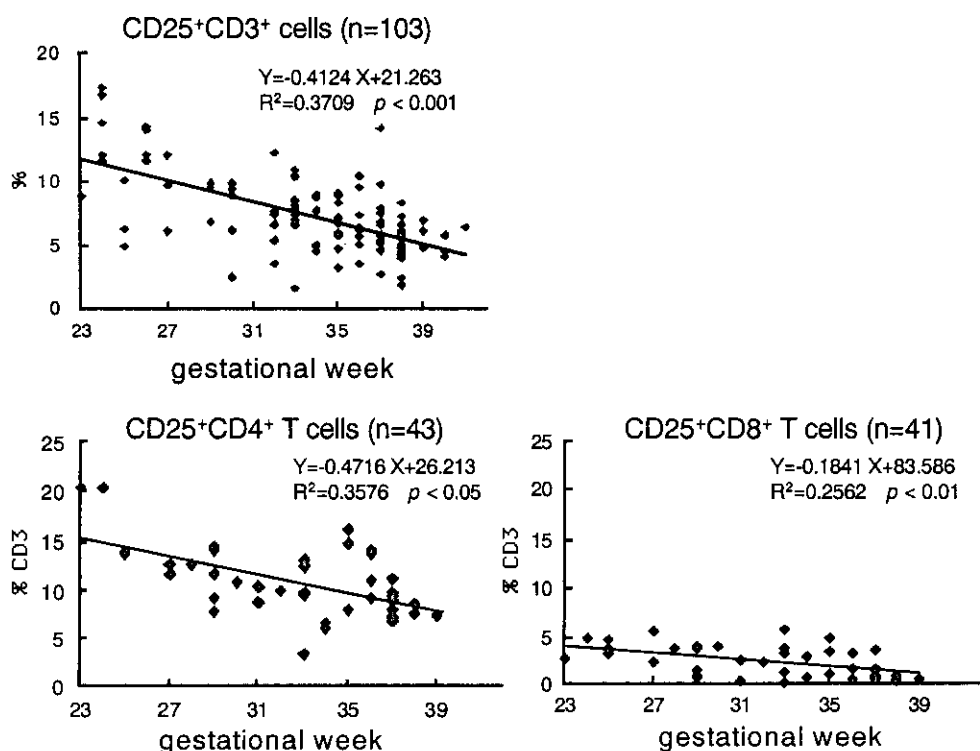 CD25⁺CD3⁺ cells (n=103)
Y=-0.4124 X+21.263
R²=0.3709 p < 0.001
20
15
10
5
0
%
23 27 31 35 39
gestational week
CD25⁺CD4⁺ T cells (n=43)
Y=-0.4716 X+26.213
R²=0.3576 p < 0.05
25
20
15
10
5
0
% CD3
23 27 31 35 39
gestational week
CD25⁺CD8⁺ T cells (n=41)
Y=-0.1841 X+83.586
R²=0.2562 p < 0.01
25
20
15
10
5
0
% CD3
23 27 31 35 39
gestational week